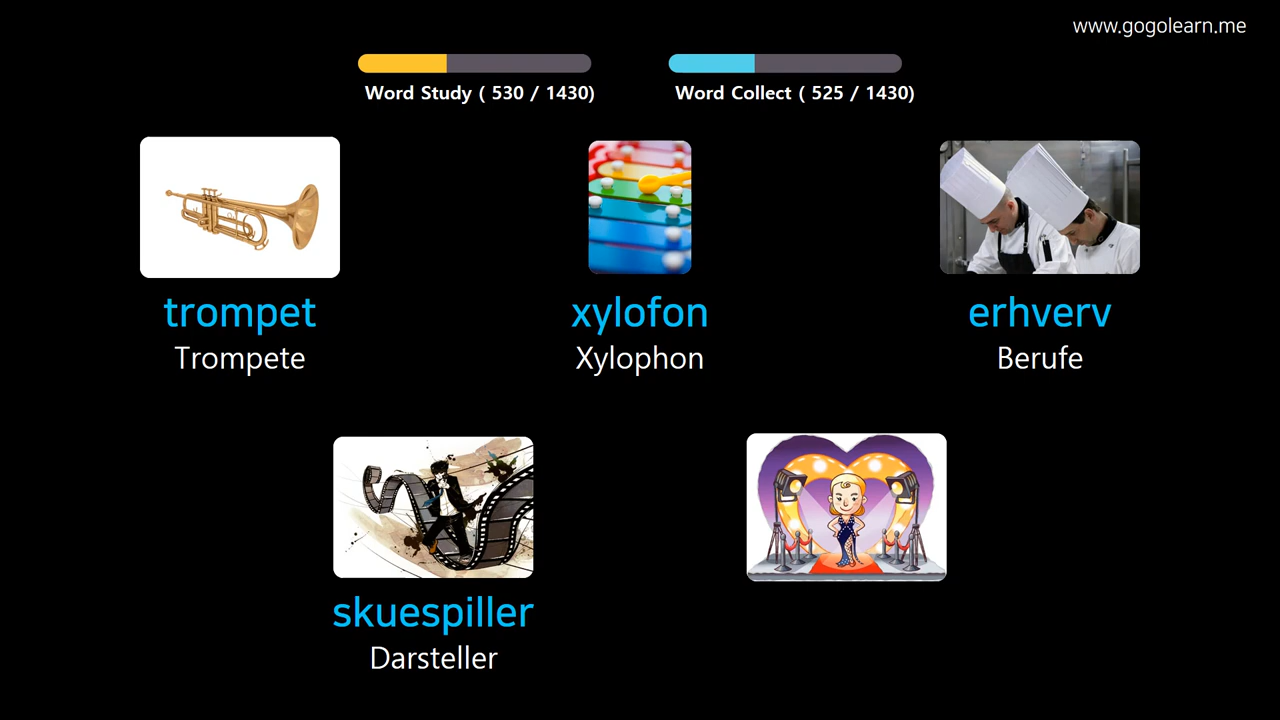 www.gogolearn.me
Word Study ( 530 / 1430)
Word Collect ( 525 / 1430)
trompet
Trompete
xylofon
Xylophon
erhverv
Berufe
skuespiller
Darsteller